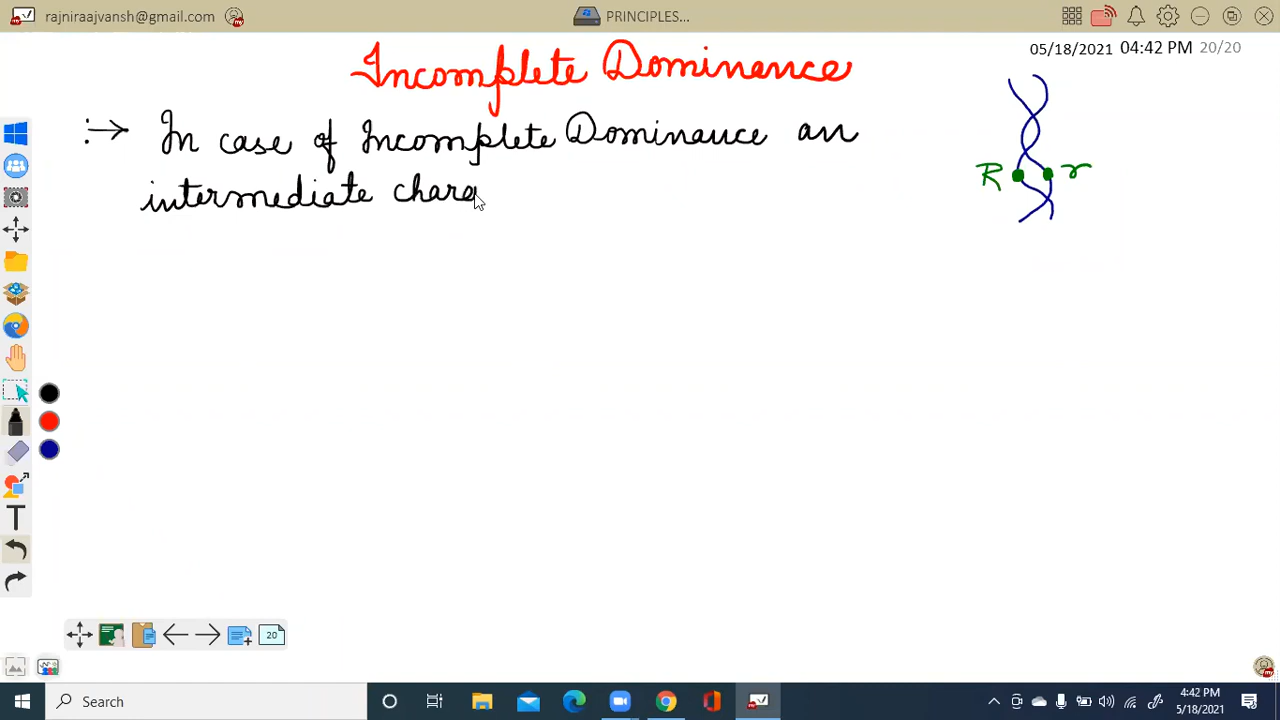 rajniraajvansh@gmail.com
PRINCIPLES...
05/18/2021 04:42 PM 20/20
Incomplete Dominance
:→ In case of Incomplete Dominance an
intermediate chara
R r
T
20
Search
4:42 PM
5/18/2021